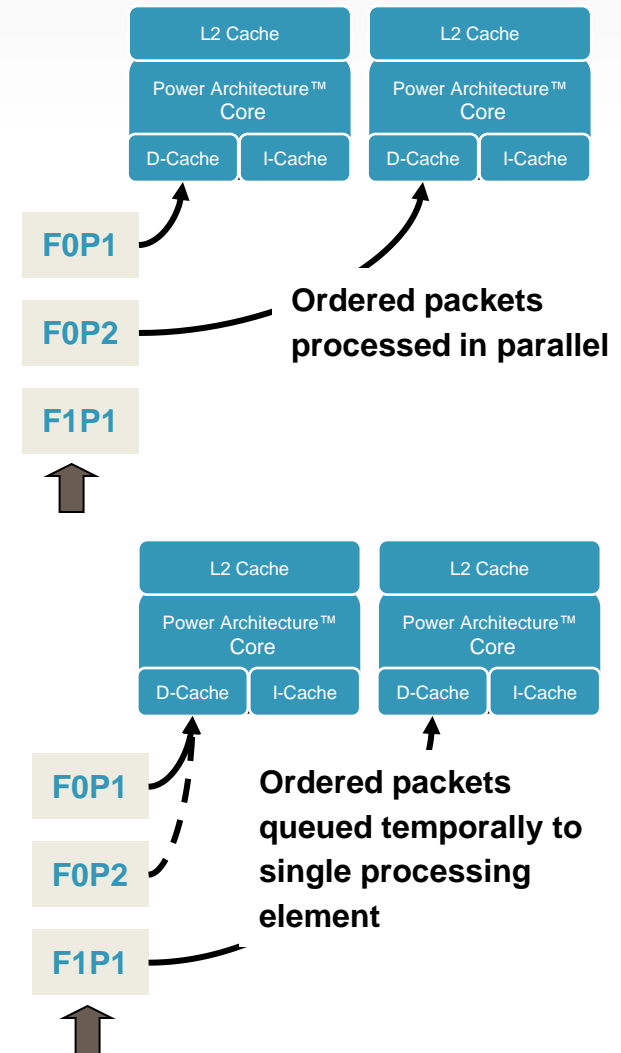 L2 Cache
L2 Cache
Power Architecture™
Core
Power Architecture™
Core
D-Cache
I-Cache
D-Cache
I-Cache
F0P1
F0P2
F1P1
Ordered packets
processed in parallel
L2 Cache
L2 Cache
Power Architecture™
Core
Power Architecture™
Core
D-Cache
I-Cache
D-Cache
I-Cache
F0P1
F0P2
F1P1
Ordered packets
queued temporally to
single processing
element